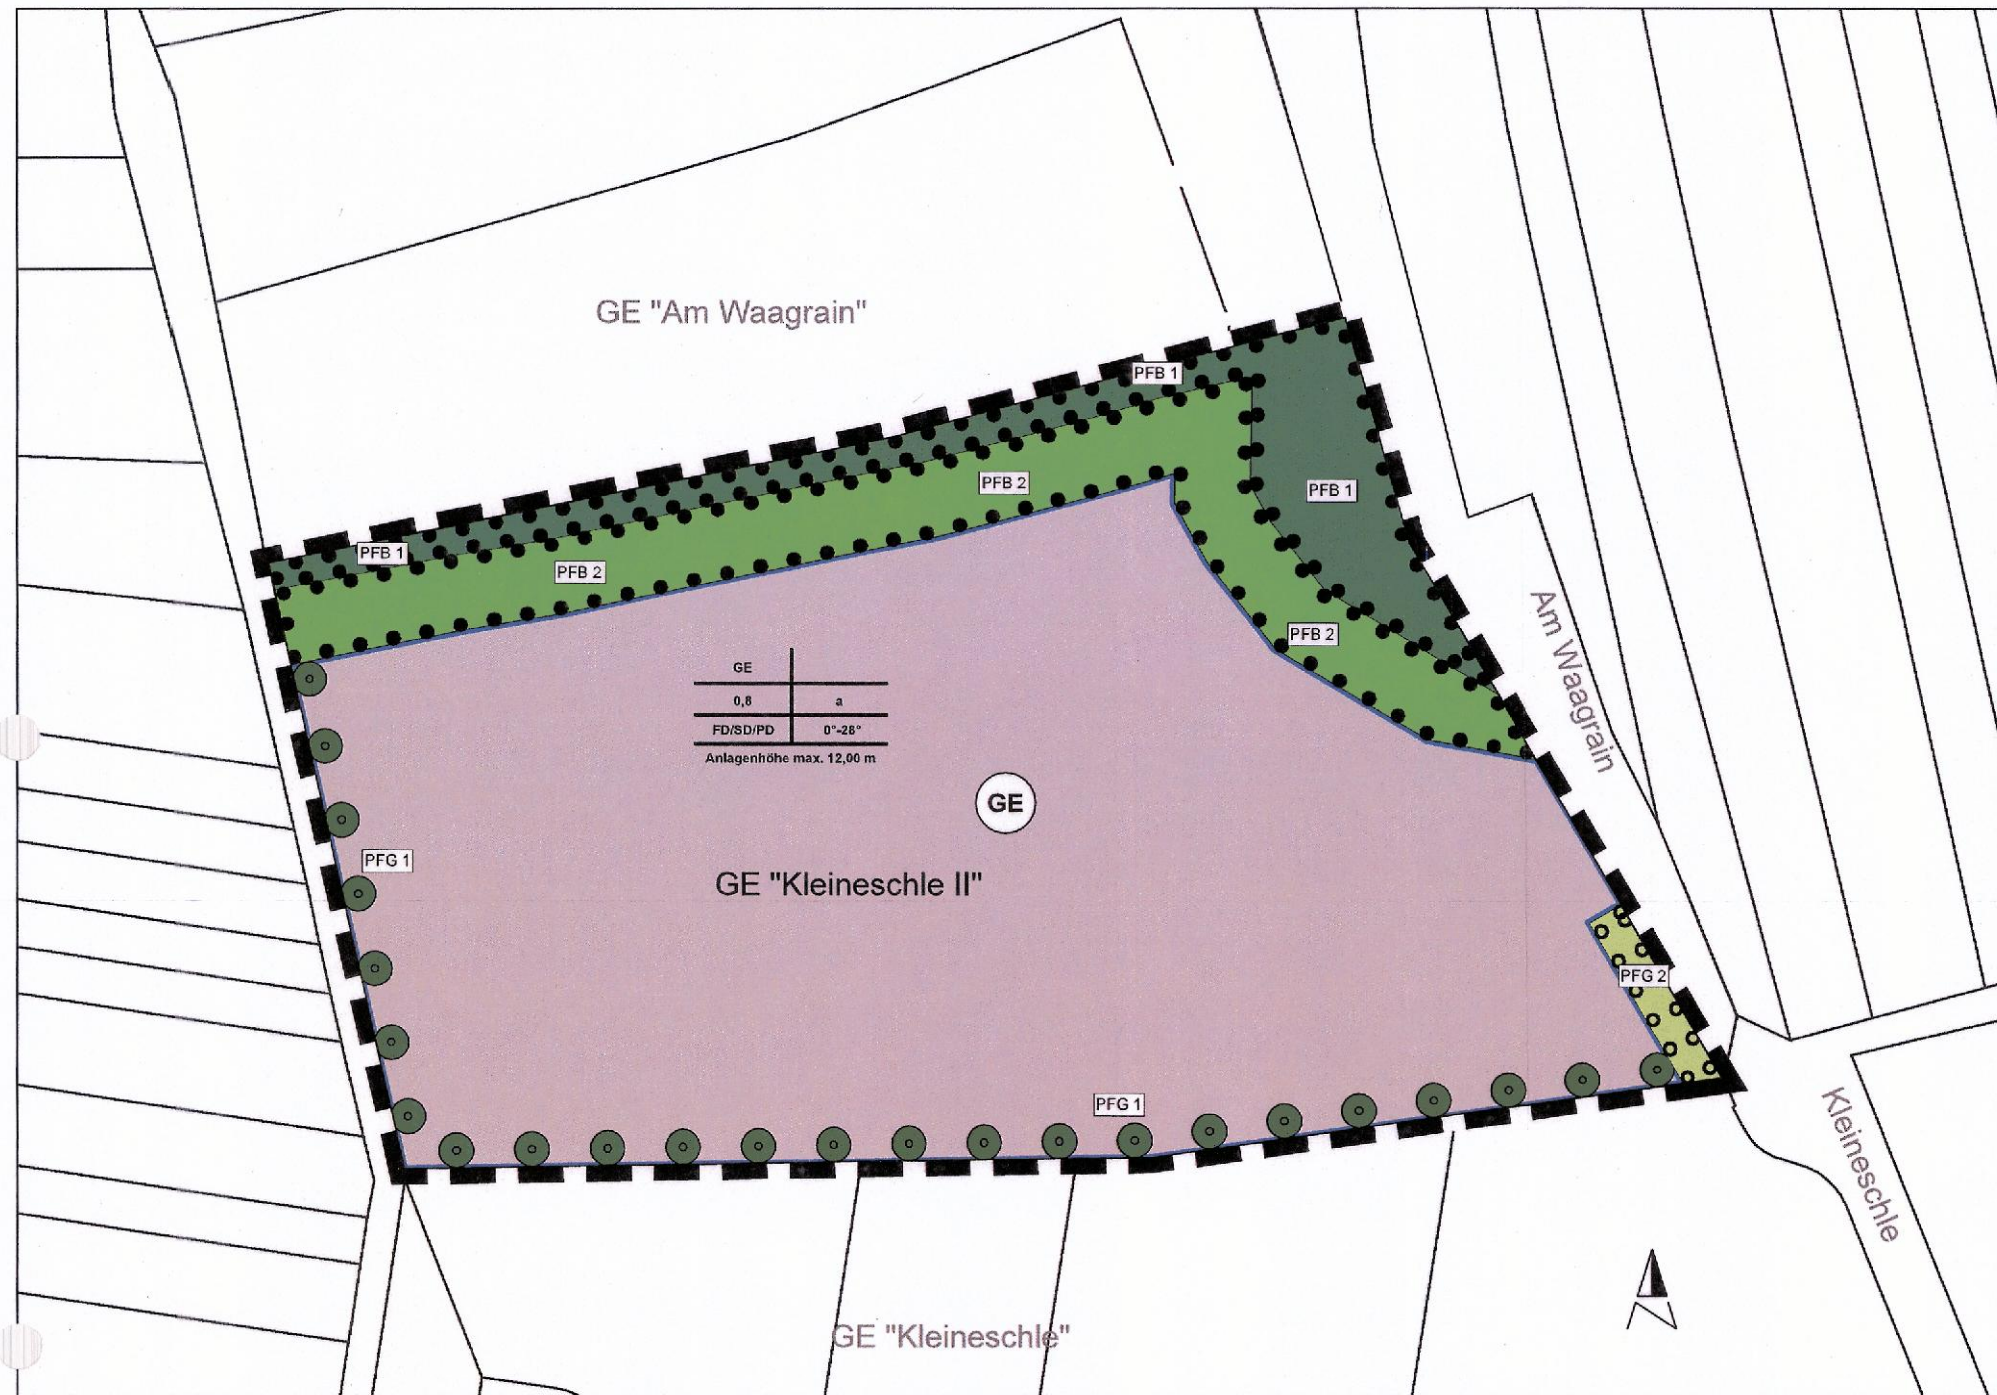 GE "Am Waagrain"
PFB 1
PFB 2
PFB 1
PFB 1
PFB 2
PFB 2
Am Waagrain
GE
0,8 a
FD/SD/PD 0°-28°
Anlagenhöhe max. 12,00 m
GE
PFG 1
GE "Kleineschle II"
PFG 2
PFG 1
Kleineschle
GE "Kleineschle"